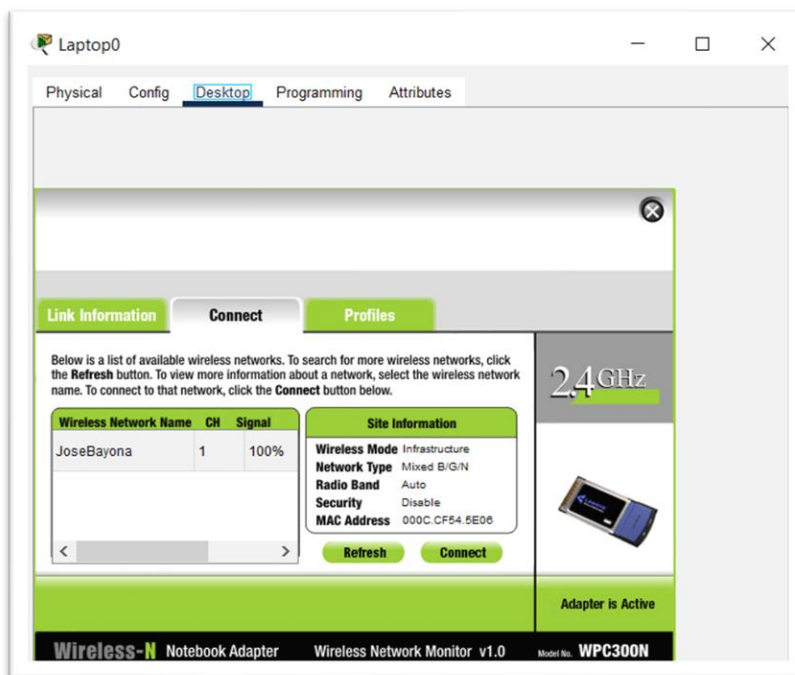 Laptop0
Physical Config Desktop Programming Attributes
Link Information Connect Profiles
Below is a list of available wireless networks. To search for more wireless networks, click
the Refresh button. To view more information about a network, select the wireless network
name. To connect to that network, click the Connect button below.
2.4GHz
Wireless Network Name CH Signal
JoseBayona 1 100%
Site Information
Wireless Mode Infrastructure
Network Type Mixed B/G/N
Radio Band Auto
Security Disable
MAC Address 000C.CF54.5E06
Refresh Connect
Adapter is Active
Wireless-N Notebook Adapter Wireless Network Monitor v1.0 Model No. WPC300N